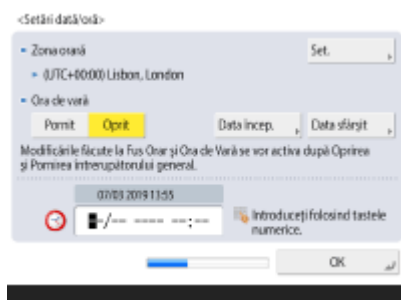 <Setări dată/oră>
Zona orară
Set.
(UTC+00:00) Lisbon, London
Ora de vară
Pornit Oprit Data încep. Data sfârşit
Modificările făcute la Fus Orar şi Ora de Vară se vor activa după Oprirea
şi Pornirea întrerupătorului general.
07/03 2019 11:55
-/-- ---- --:--
Introduceţi folosind tastele
numerice.
OK